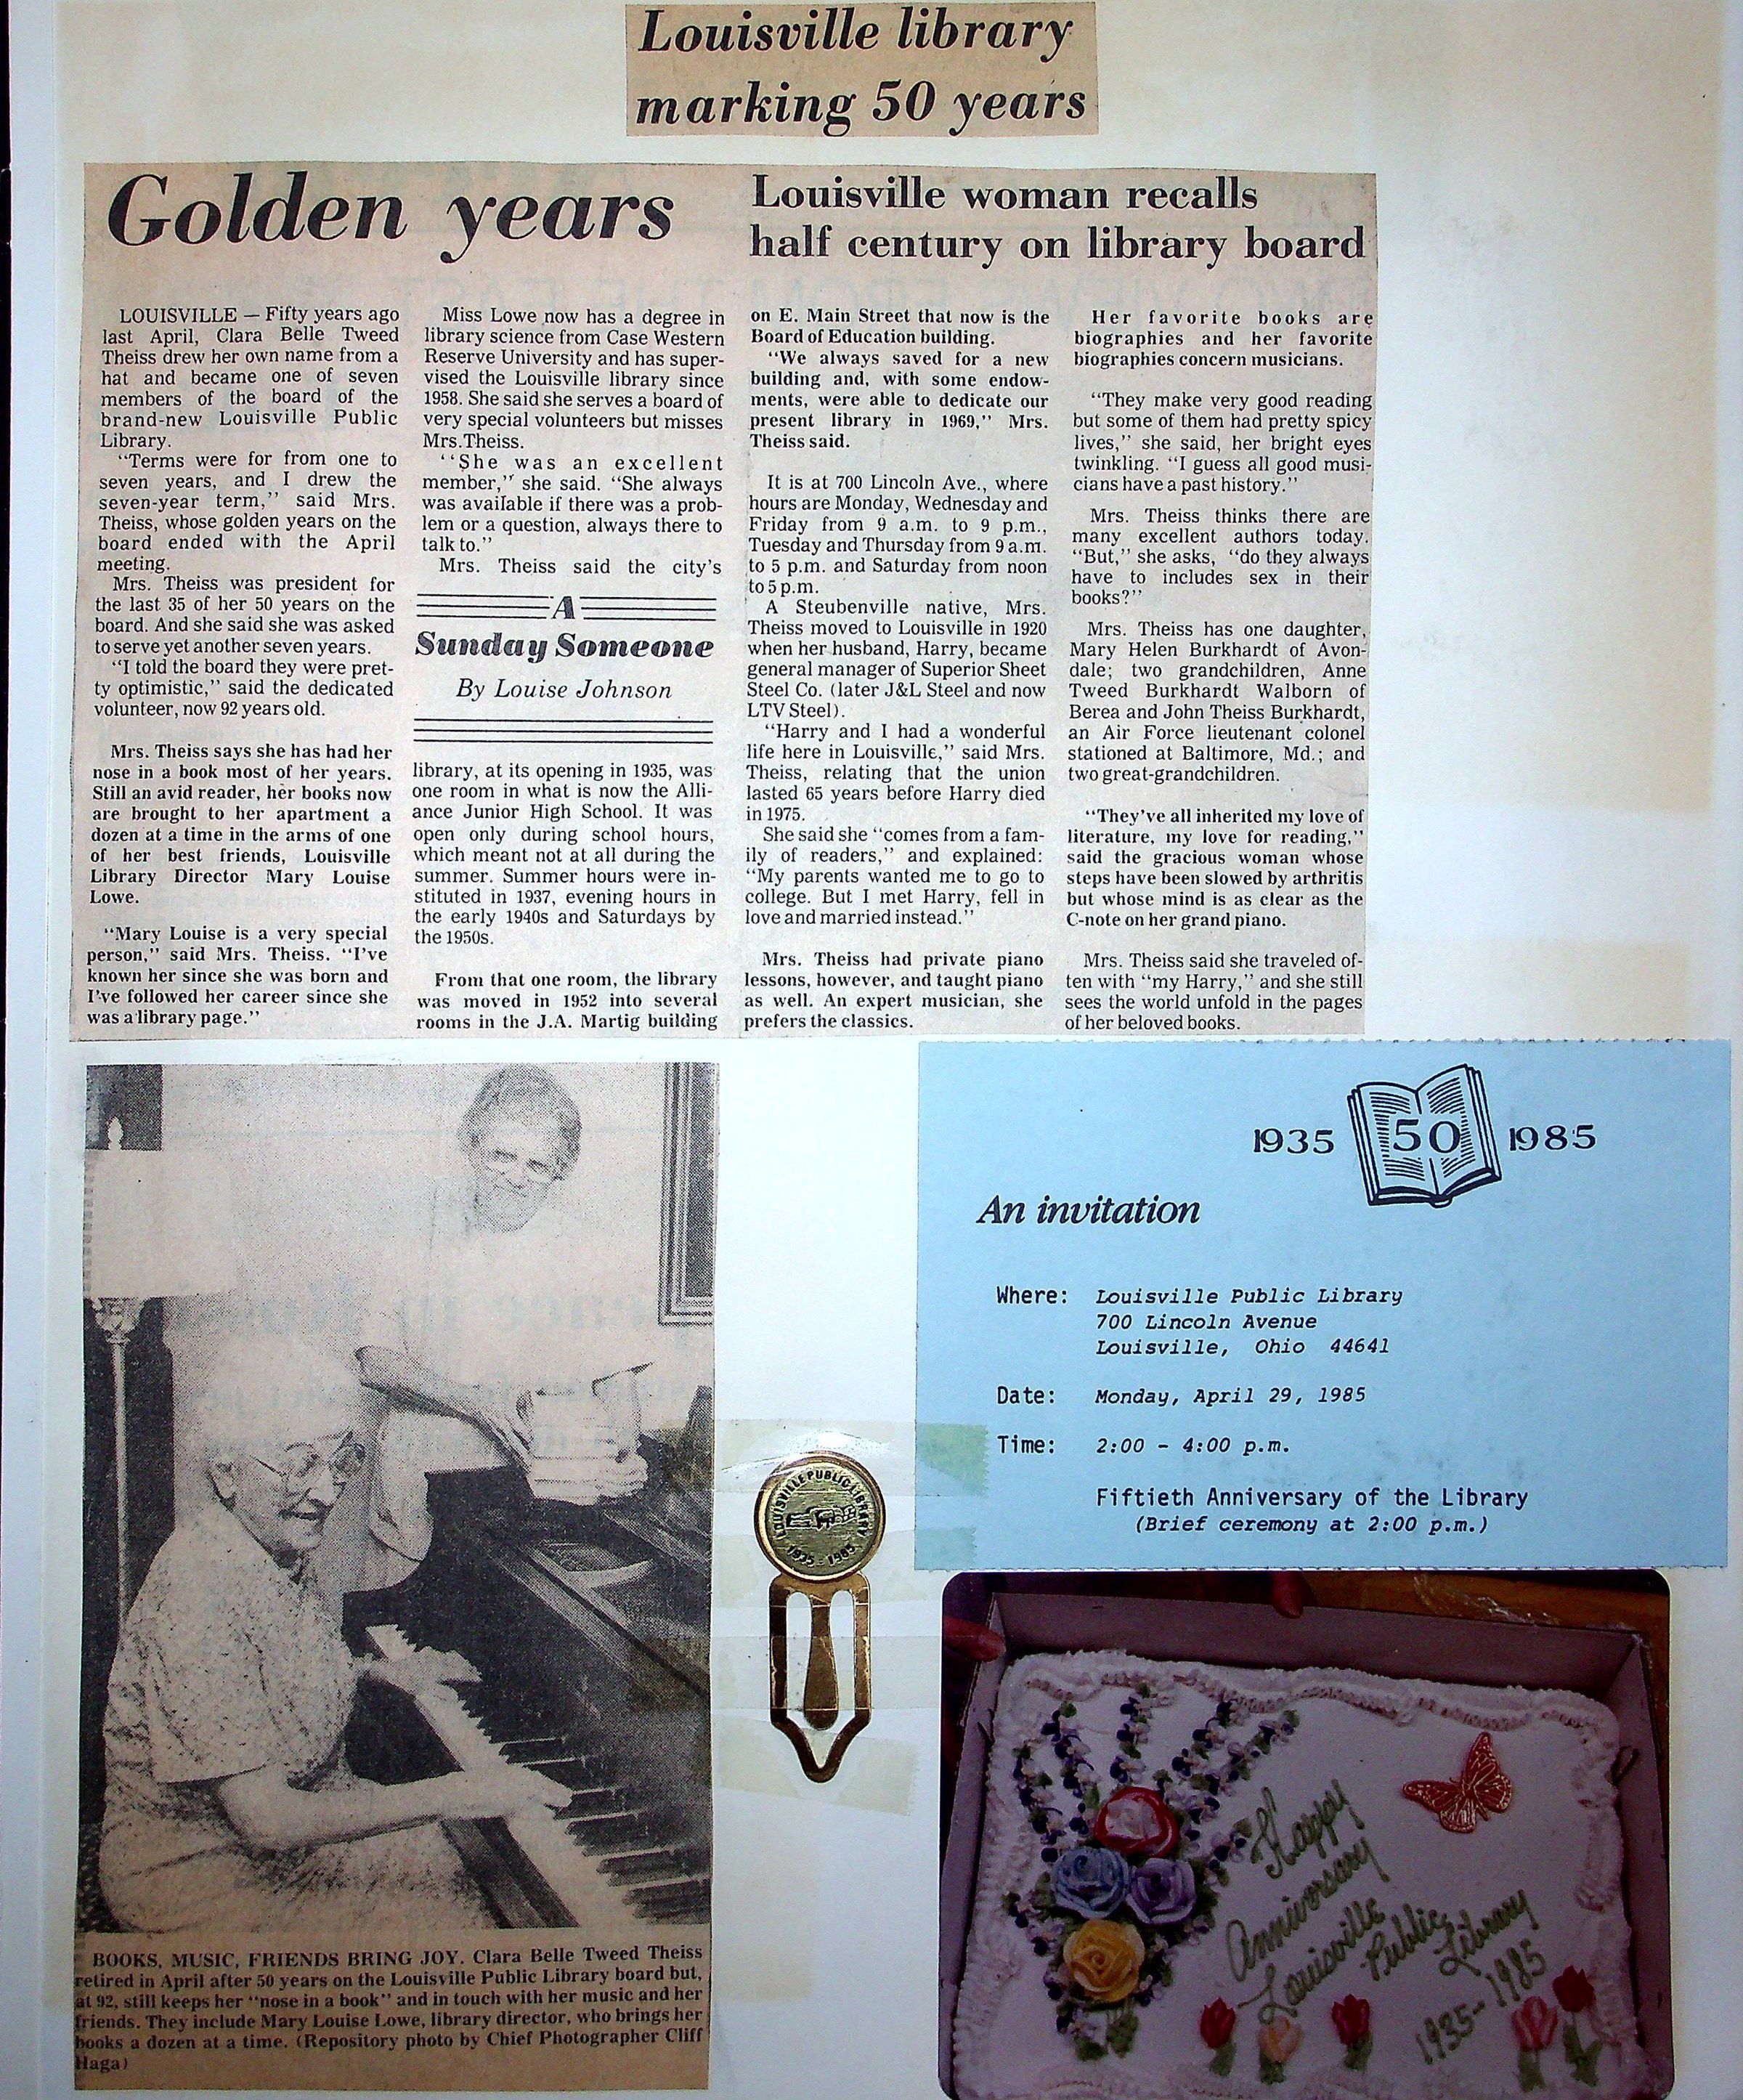 Louisville library
marking 50 years
Golden years
Louisville woman recalls
half century on library board
LOUISVILLE — Fifty years ago
last April, Clara Belle Tweed
Theiss drew her own name from a
hat and became one of seven
members of the board of the
brand-new Louisville Public
Library.
"Terms were for from one to
seven years, and I drew the
seven-year term," said Mrs.
Theiss, whose golden years on the
board ended with the April
meeting.
Mrs. Theiss was president for
the last 35 of her 50 years on the
board. And she said she was asked
to serve yet another seven years.
"I told the board they were pret-
ty optimistic," said the dedicated
volunteer, now 92 years old.
Mrs. Theiss says she has had her
nose in a book most of her years.
Still an avid reader, her books now
are brought to her apartment a
dozen at a time in the arms of one
of her best friends, Louisville
Library Director Mary Louise
Lowe.
"Mary Louise is a very special
person," said Mrs. Theiss. "I've
known her since she was born and
I've followed her career since she
was a library page."
Miss Lowe now has a degree in
library science from Case Western
Reserve University and has super-
vised the Louisville library since
1958. She said she serves a board of
very special volunteers but misses
Mrs.Theiss.
"She was an excellent
member," she said. "She always
was available if there was a prob-
lem or a question, always there to
talk to."
Mrs. Theiss said the city's
A
Sunday Someone
By Louise Johnson
library, at its opening in 1935, was
one room in what is now the Alli-
ance Junior High School. It was
open only during school hours,
which meant not at all during the
summer. Summer hours were in-
stituted in 1937, evening hours in
the early 1940s and Saturdays by
the 1950s.
From that one room, the library
was moved in 1952 into several
rooms in the J.A. Martig building
on E. Main Street that now is the
Board of Education building.
"We always saved for a new
building and, with some endow-
ments, were able to dedicate our
present library in 1969," Mrs.
Theiss said.
It is at 700 Lincoln Ave., where
hours are Monday, Wednesday and
Friday from 9 a.m. to 9 p.m.,
Tuesday and Thursday from 9 a.m.
to 5 p.m. and Saturday from noon
to 5 p.m.
A Steubenville native, Mrs.
Theiss moved to Louisville in 1920
when her husband, Harry, became
general manager of Superior Sheet
Steel Co. (later J&L Steel and now
LTV Steel).
"Harry and I had a wonderful
life here in Louisville," said Mrs.
Theiss, relating that the union
lasted 65 years before Harry died
in 1975.
She said she "comes from a fam-
ily of readers," and explained:
"My parents wanted me to go to
college. But I met Harry, fell in
love and married instead."
Mrs. Theiss had private piano
lessons, however, and taught piano
as well. An expert musician, she
prefers the classics.
Her favorite books are
biographies and her favorite
biographies concern musicians.
"They make very good reading
but some of them had pretty spicy
lives," she said, her bright eyes
twinkling. "I guess all good musi-
cians have a past history."
Mrs. Theiss thinks there are
many excellent authors today.
"But," she asks, "do they always
have to includes sex in their
books?"
Mrs. Theiss has one daughter,
Mary Helen Burkhardt of Avon-
dale; two grandchildren, Anne
Tweed Burkhardt Walborn of
Berea and John Theiss Burkhardt,
an Air Force lieutenant colonel
stationed at Baltimore, Md.; and
two great-grandchildren.
"They've all inherited my love of
literature, my love for reading,"
said the gracious woman whose
steps have been slowed by arthritis
but whose mind is as clear as the
C-note on her grand piano.
Mrs. Theiss said she traveled of-
ten with "my Harry," and she still
sees the world unfold in the pages
of her beloved books.
BOOKS, MUSIC, FRIENDS BRING JOY. Clara Belle Tweed Theiss
retired in April after 50 years on the Louisville Public Library board but,
at 92, still keeps her "nose in a book" and in touch with her music and her
friends. They include Mary Louise Lowe, library director, who brings her
books a dozen at a time. (Repository photo by Chief Photographer Cliff
Haga)
LOUISVILLE PUBLIC LIBRARY
1935-1985
1935 50 1985
An invitation
Where: Louisville Public Library
700 Lincoln Avenue
Louisville, Ohio 44641
Date: Monday, April 29, 1985
Time: 2:00 - 4:00 p.m.
Fiftieth Anniversary of the Library
(Brief ceremony at 2:00 p.m.)
Happy
Anniversary
Louisville
Public
Library
1935-1985